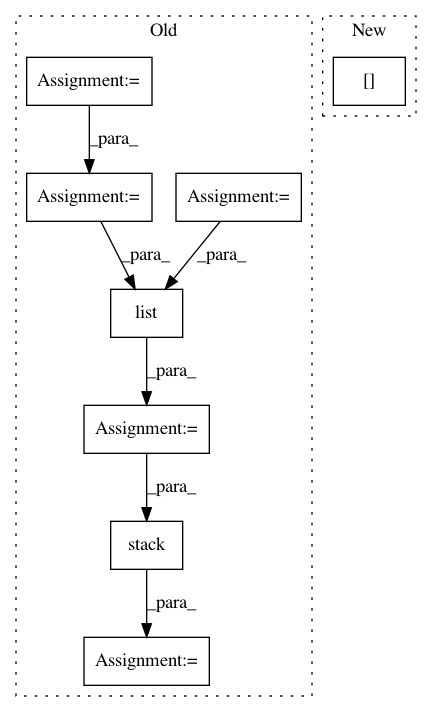 Old
New
Assignment:=
[]
_para_
Assignment:=
Assignment:=
_para_
_para_
list
_para_
Assignment:=
_para_
stack
_para_
Assignment:=